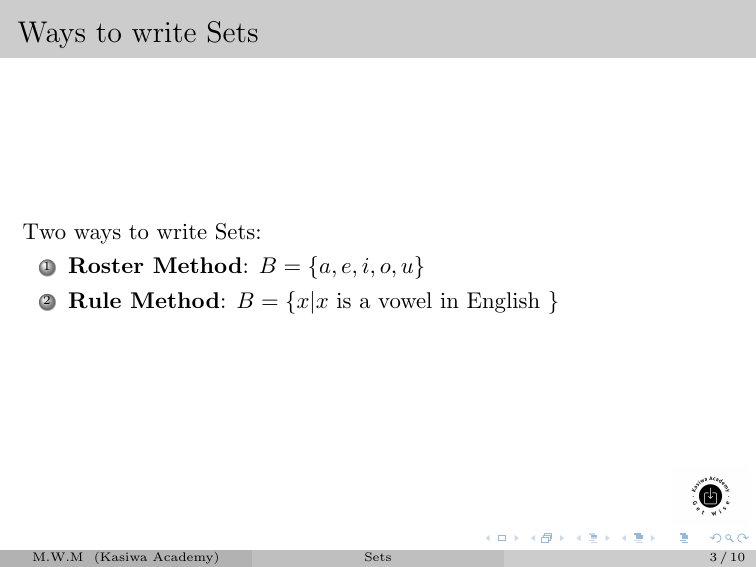 Ways to write Sets
Two ways to write Sets:
1 Roster Method: B = {a, e, i, o, u}
2 Rule Method: B = {x|x is a vowel in English }
Kasiwa Academy
Get Wise
M.W.M (Kasiwa Academy) Sets 3 / 10